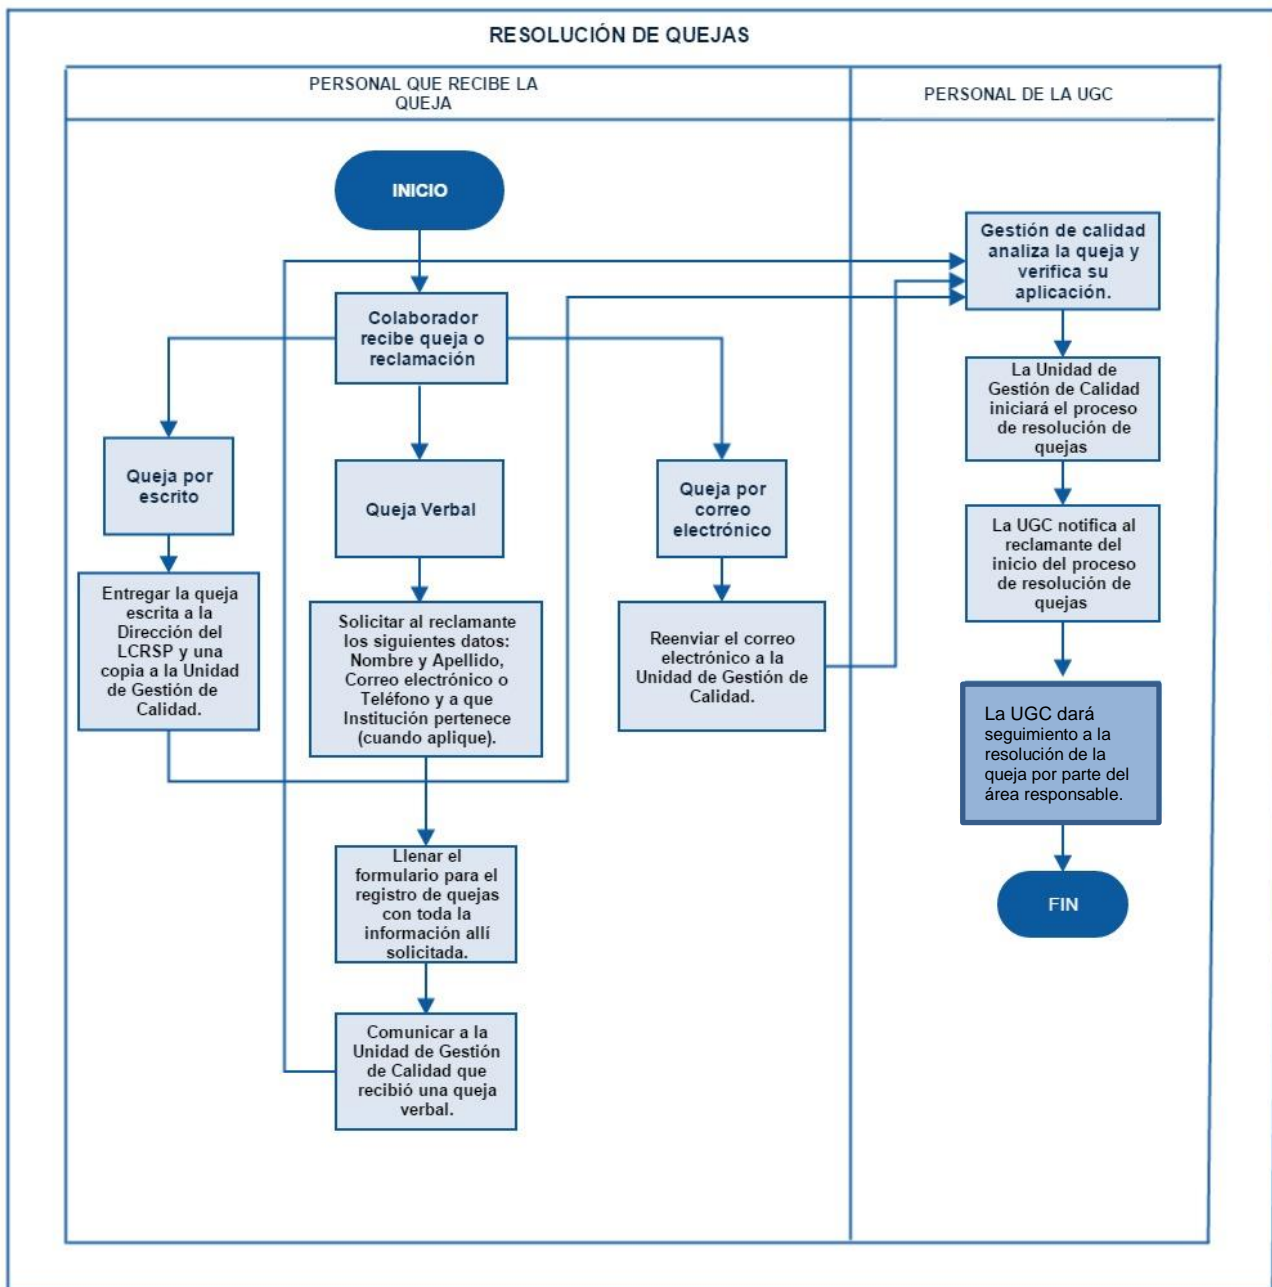 RESOLUCIÓN DE QUEJAS
PERSONAL QUE RECIBE LA
QUEJA
PERSONAL DE LA UGC
INICIO
Colaborador
recibe queja o
reclamación
Queja por
escrito
Entregar la queja
escrita a la
Dirección del
LCRSP y una
copia a la Unidad
de Gestión de
Calidad.
Queja Verbal
Solicitar al reclamante
los siguientes datos:
Nombre y Apellido,
Correo electrónico o
Teléfono y a que
Institución pertenece
(cuando aplique).
Llenar el
formulario para el
registro de quejas
con toda la
información allí
solicitada.
Comunicar a la
Unidad de Gestión
de Calidad que
recibió una queja
verbal.
Queja por
correo
electrónico
Reenviar el correo
electrónico a la
Unidad de Gestión de
Calidad.
Gestión de calidad
analiza la queja y
verifica su
aplicación.
La Unidad de
Gestión de Calidad
iniciará el proceso
de resolución de
quejas
La UGC notifica al
reclamante del
inicio del proceso
de resolución de
quejas
La UGC dará
seguimiento a la
resolución de la
queja por parte del
área responsable.
FIN